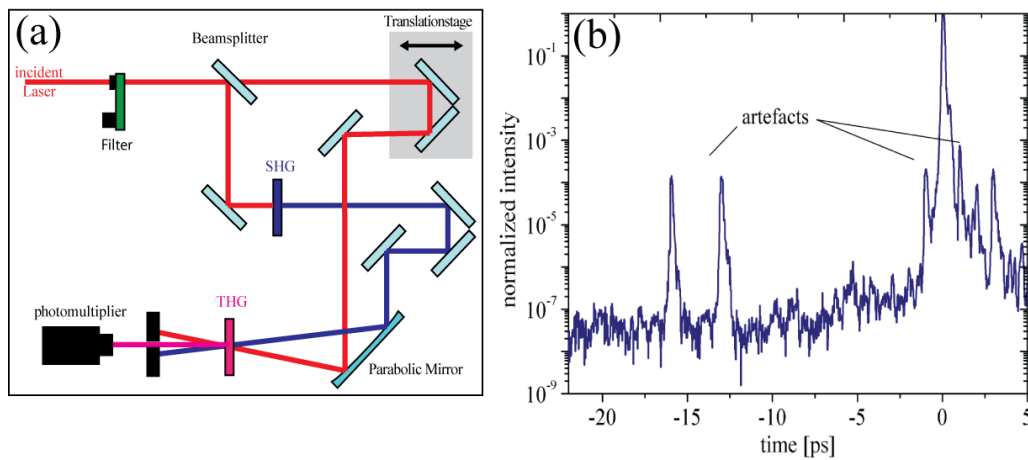 (a)
Translationstage
Beamsplitter
incident
Laser
Filter
SHG
THG
photomultiplier
Parabolic Mirror
(b)
artefacts
normalized intensity
10-1
10-3
10-5
10-7
10-9
-20
-15
-10
-5
0
5
time [ps]